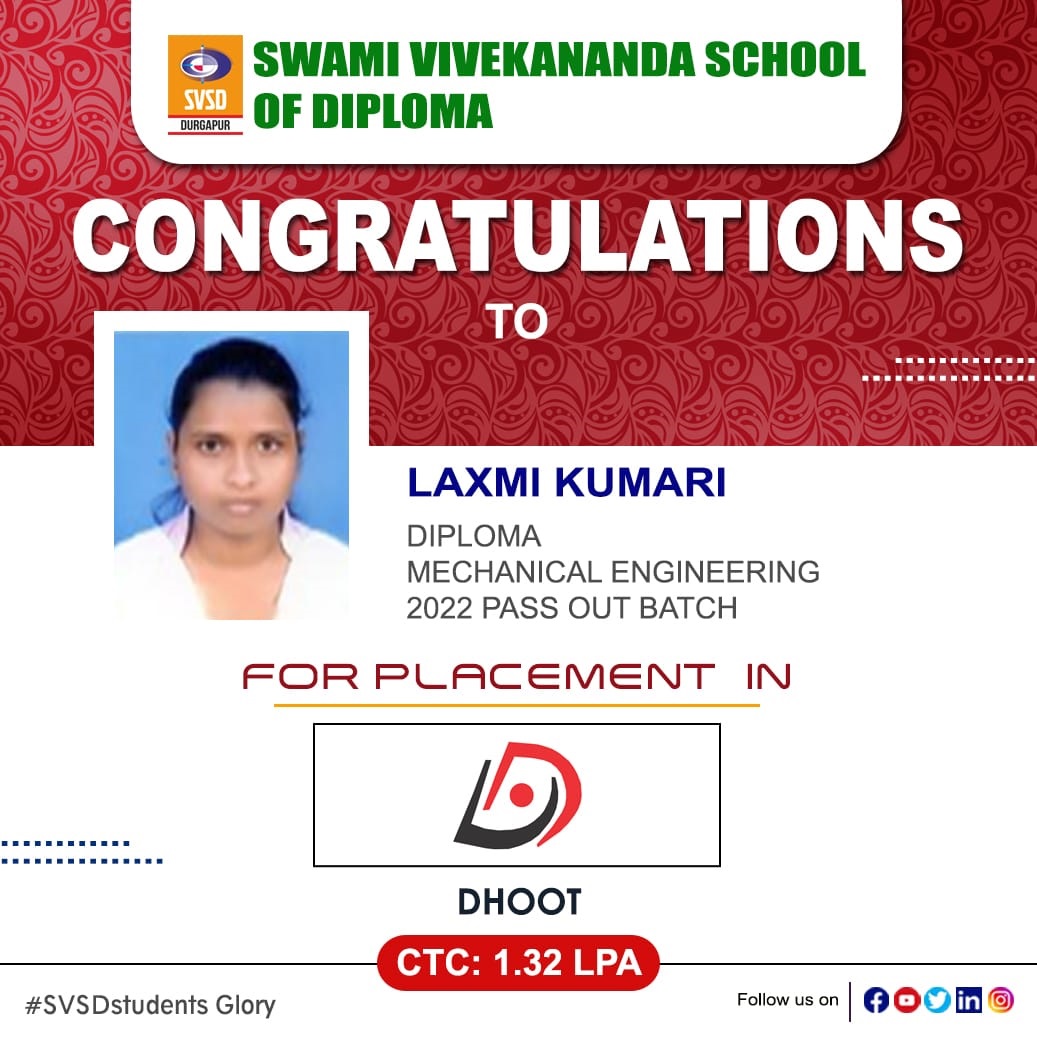 SVSD
DURGAPUR
SWAMI VIVEKANANDA SCHOOL
OF DIPLOMA
CONGRATULATIONS
TO
LAXMI KUMARI
DIPLOMA
MECHANICAL ENGINEERING
2022 PASS OUT BATCH
FOR PLACEMENT IN
DHOOT
CTC: 1.32 LPA
#SVSDstudents Glory
Follow us on